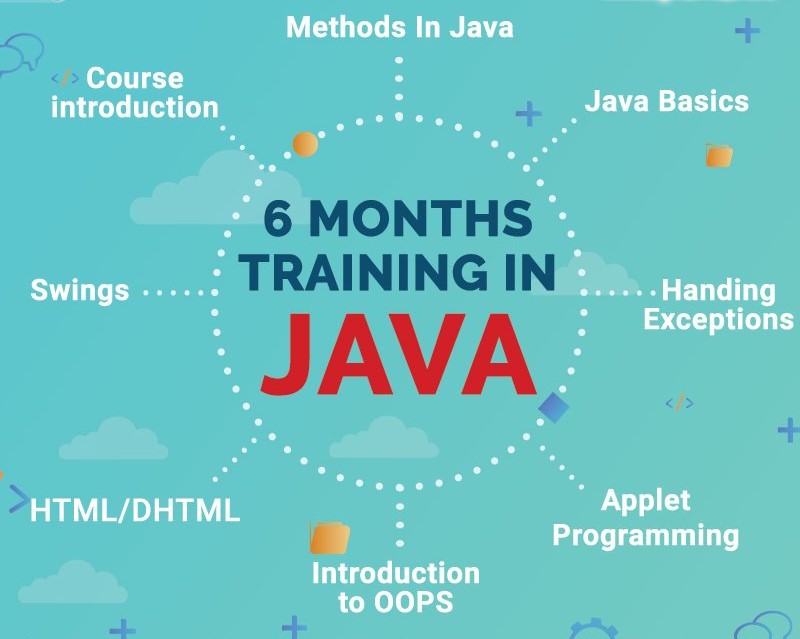 Methods In Java
Course
introduction
Java Basics
6 MONTHS
TRAINING IN
JAVA
Swings
Handing
Exceptions
HTML/DHTML
Applet
Programming
Introduction
to OOPS